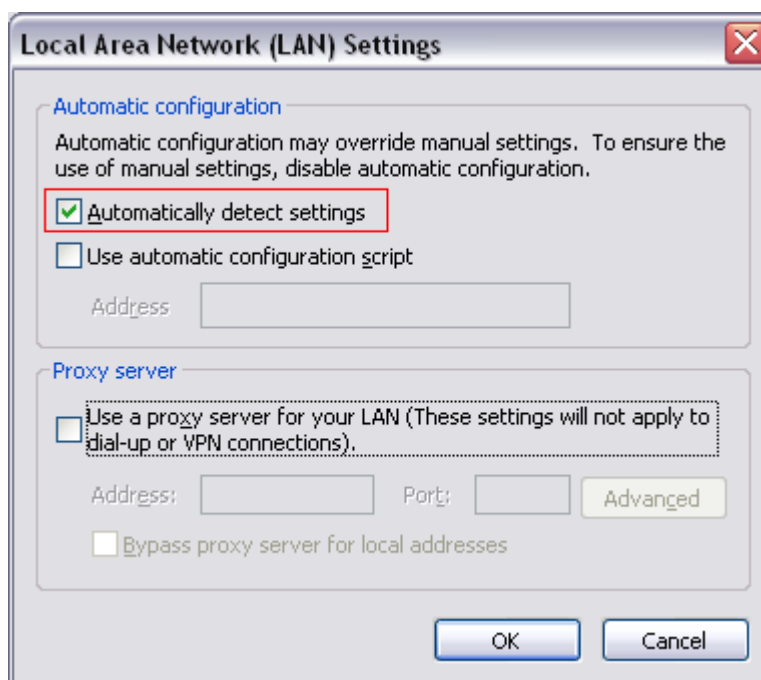 Local Area Network (LAN) Settings
Automatic configuration
Automatic configuration may override manual settings.  To ensure the
use of manual settings, disable automatic configuration.
Automatically detect settings
Use automatic configuration script
Address
Proxy server
Use a proxy server for your LAN (These settings will not apply to
dial-up or VPN connections).
Address: Port: Advanced
Bypass proxy server for local addresses
OK Cancel